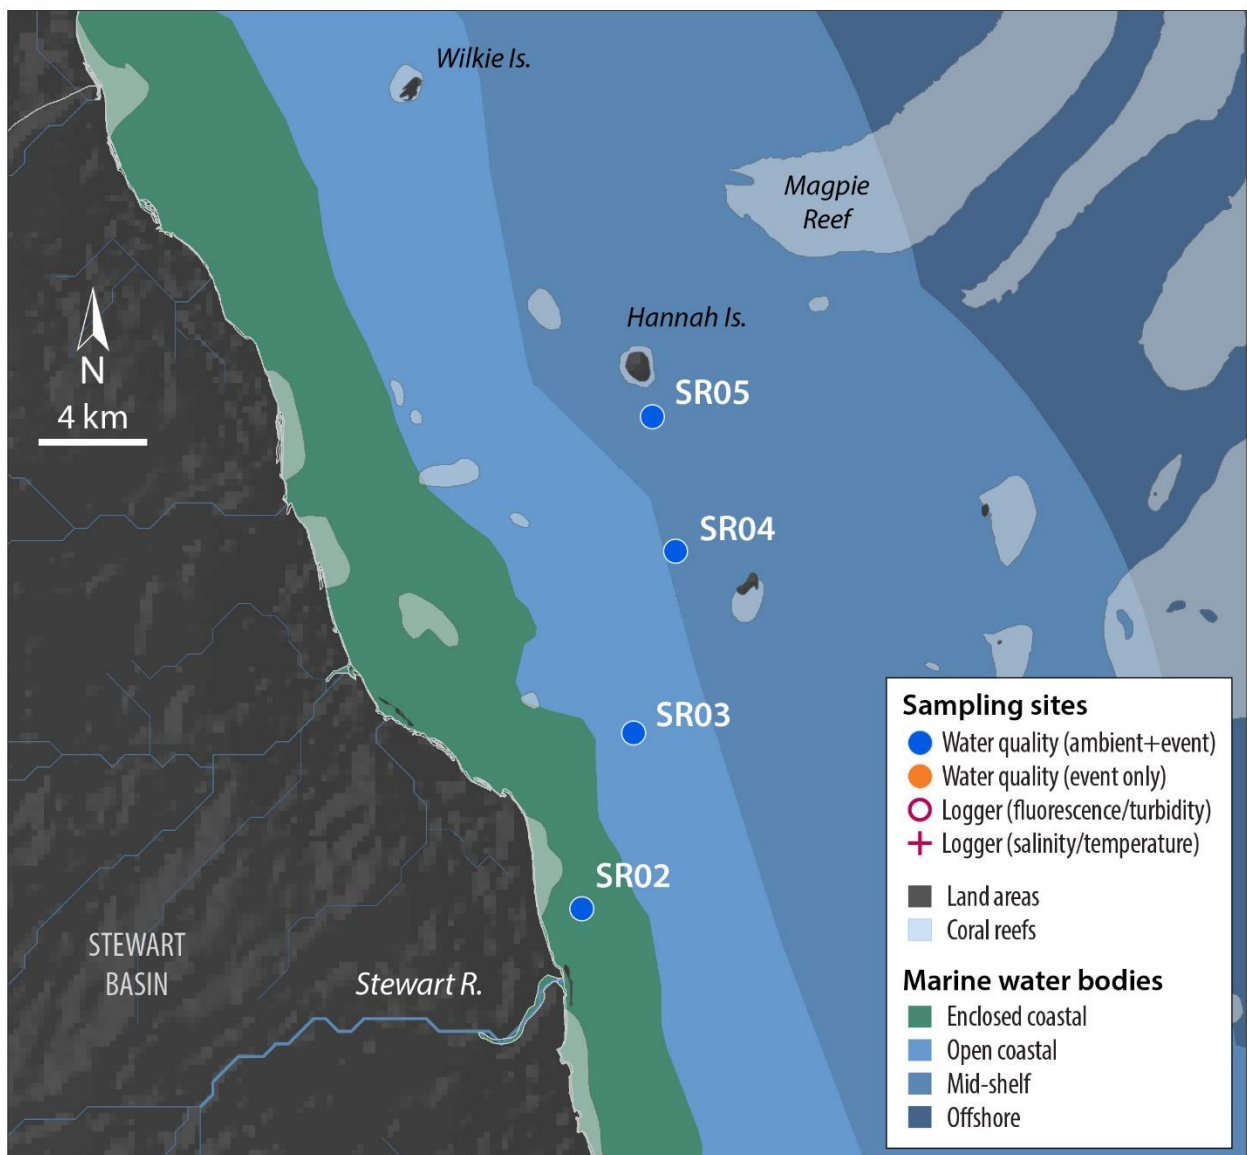 Wilkie Is.
Magpie
Reef
Hannah Is.
N
4 km
SR05
SR04
SR03
SR02
STEWART
BASIN
Stewart R.
Sampling sites
Water quality (ambient+event)
Water quality (event only)
Logger (fluorescence/turbidity)
Logger (salinity/temperature)
Land areas
Coral reefs
Marine water bodies
Enclosed coastal
Open coastal
Mid-shelf
Offshore